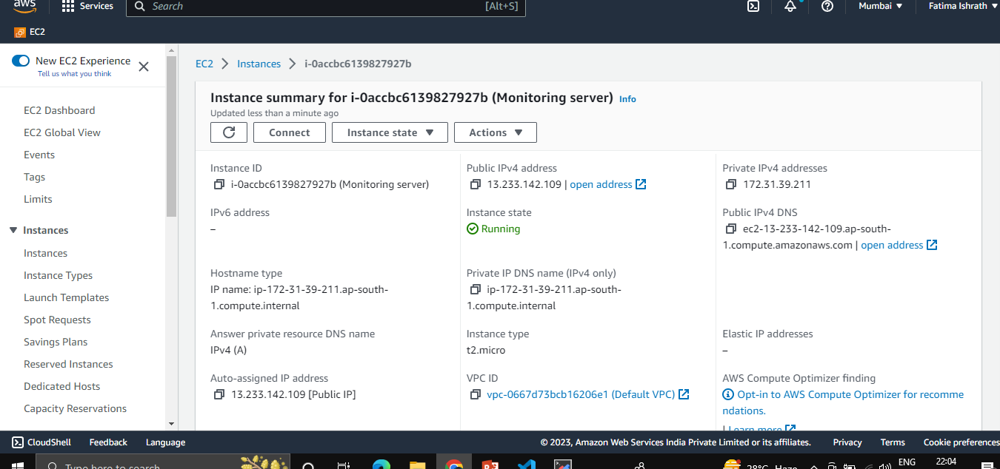 aws
Services
Search
[Alt+S]
Mumbai ▼
Fatima Ishrath ▼
EC2
New EC2 Experience
Tell us what you think
EC2 Dashboard
EC2 Global View
Events
Tags
Limits
Instances
Instances
Instance Types
Launch Templates
Spot Requests
Savings Plans
Reserved Instances
Dedicated Hosts
Capacity Reservations
EC2 > Instances > i-0accbc6139827927b
Instance summary for i-0accbc6139827927b (Monitoring server) Info
Updated less than a minute ago
Connect
Instance state ▼
Actions ▼
Instance ID
i-0accbc6139827927b (Monitoring server)
Public IPv4 address
13.233.142.109 | open address
Private IPv4 addresses
172.31.39.211
IPv6 address
–
Instance state
Running
Public IPv4 DNS
ec2-13-233-142-109.ap-south-
1.compute.amazonaws.com | open address
Hostname type
IP name: ip-172-31-39-211.ap-south-
1.compute.internal
Private IP DNS name (IPv4 only)
ip-172-31-39-211.ap-south-
1.compute.internal
Answer private resource DNS name
IPv4 (A)
Instance type
t2.micro
Elastic IP addresses
–
Auto-assigned IP address
13.233.142.109 [Public IP]
VPC ID
vpc-0667d73bcb16206e1 (Default VPC)
AWS Compute Optimizer finding
Opt-in to AWS Compute Optimizer for recomme
ndations.
| Learn more
CloudShell
Feedback
Language
© 2023, Amazon Web Services India Private Limited or its affiliates.
Privacy
Terms
Cookie preferences
Type here to search
28°C Haze
ENG
22:04